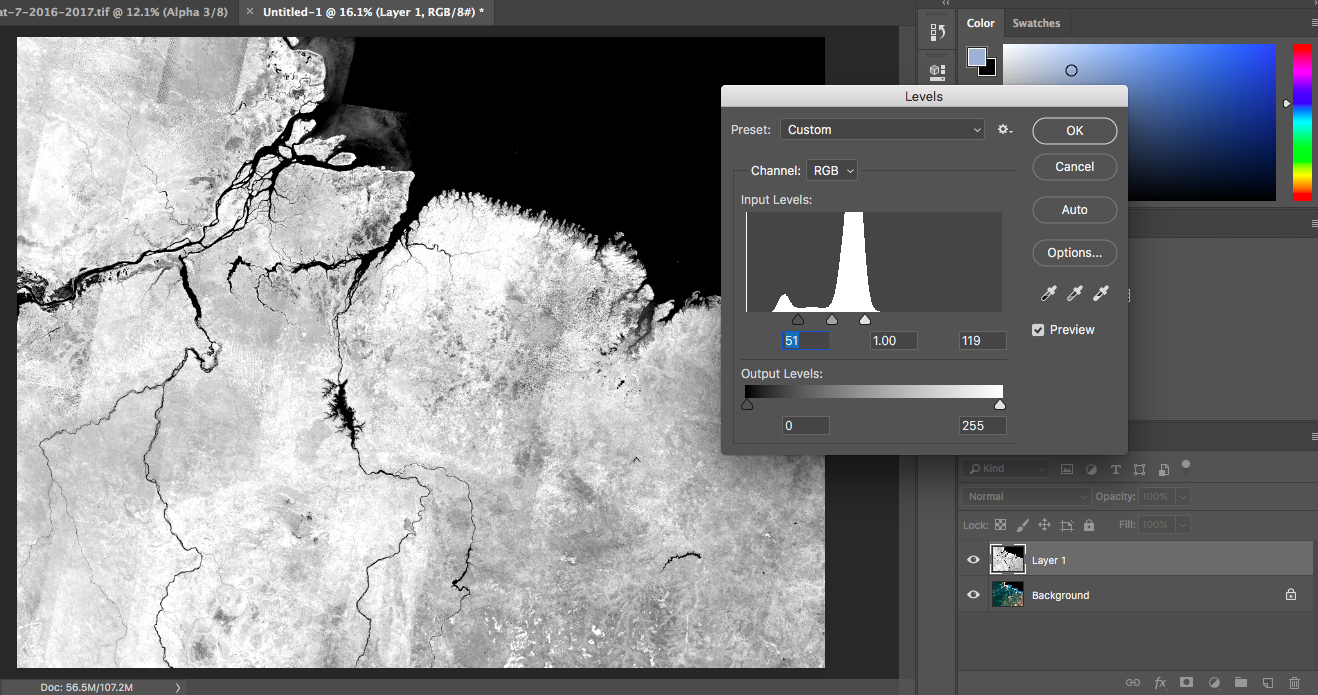 at-7-2016-2017.tif @ 12.1% (Alpha 3/8)
× Untitled-1 @ 16.1% (Layer 1, RGB/8#) *
Color
Swatches
Levels
Preset: Custom
OK
Channel: RGB
Cancel
Input Levels:
Auto
Options...
Preview
51 1.00 119
Output Levels:
0 255
Kind
Normal Opacity: 100%
Lock: Fill: 100%
Layer 1
Background
fx
Doc: 56.5M/107.2M